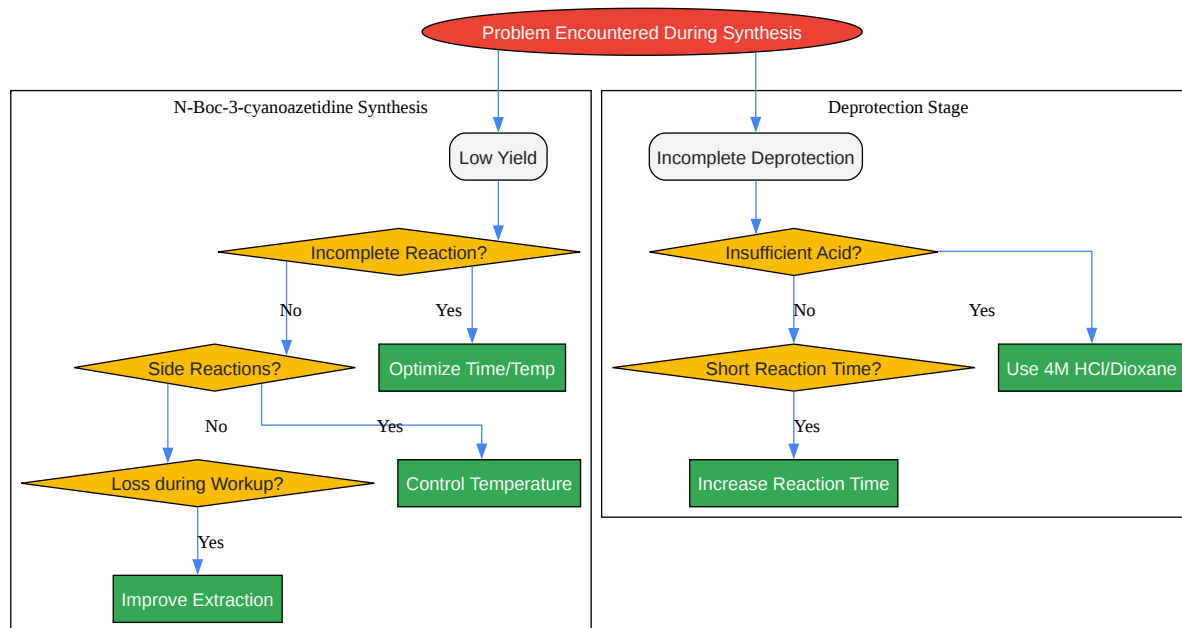 Problem Encountered During Synthesis
N-Boc-3-cyanoazetidine Synthesis
Low Yield
Incomplete Reaction?
No
Yes
Side Reactions?
Optimize Time/Temp
No
Yes
Loss during Workup?
Control Temperature
Yes
Improve Extraction
Deprotection Stage
Incomplete Deprotection
Insufficient Acid?
No
Yes
Short Reaction Time?
Use 4M HCl/Dioxane
Yes
Increase Reaction Time